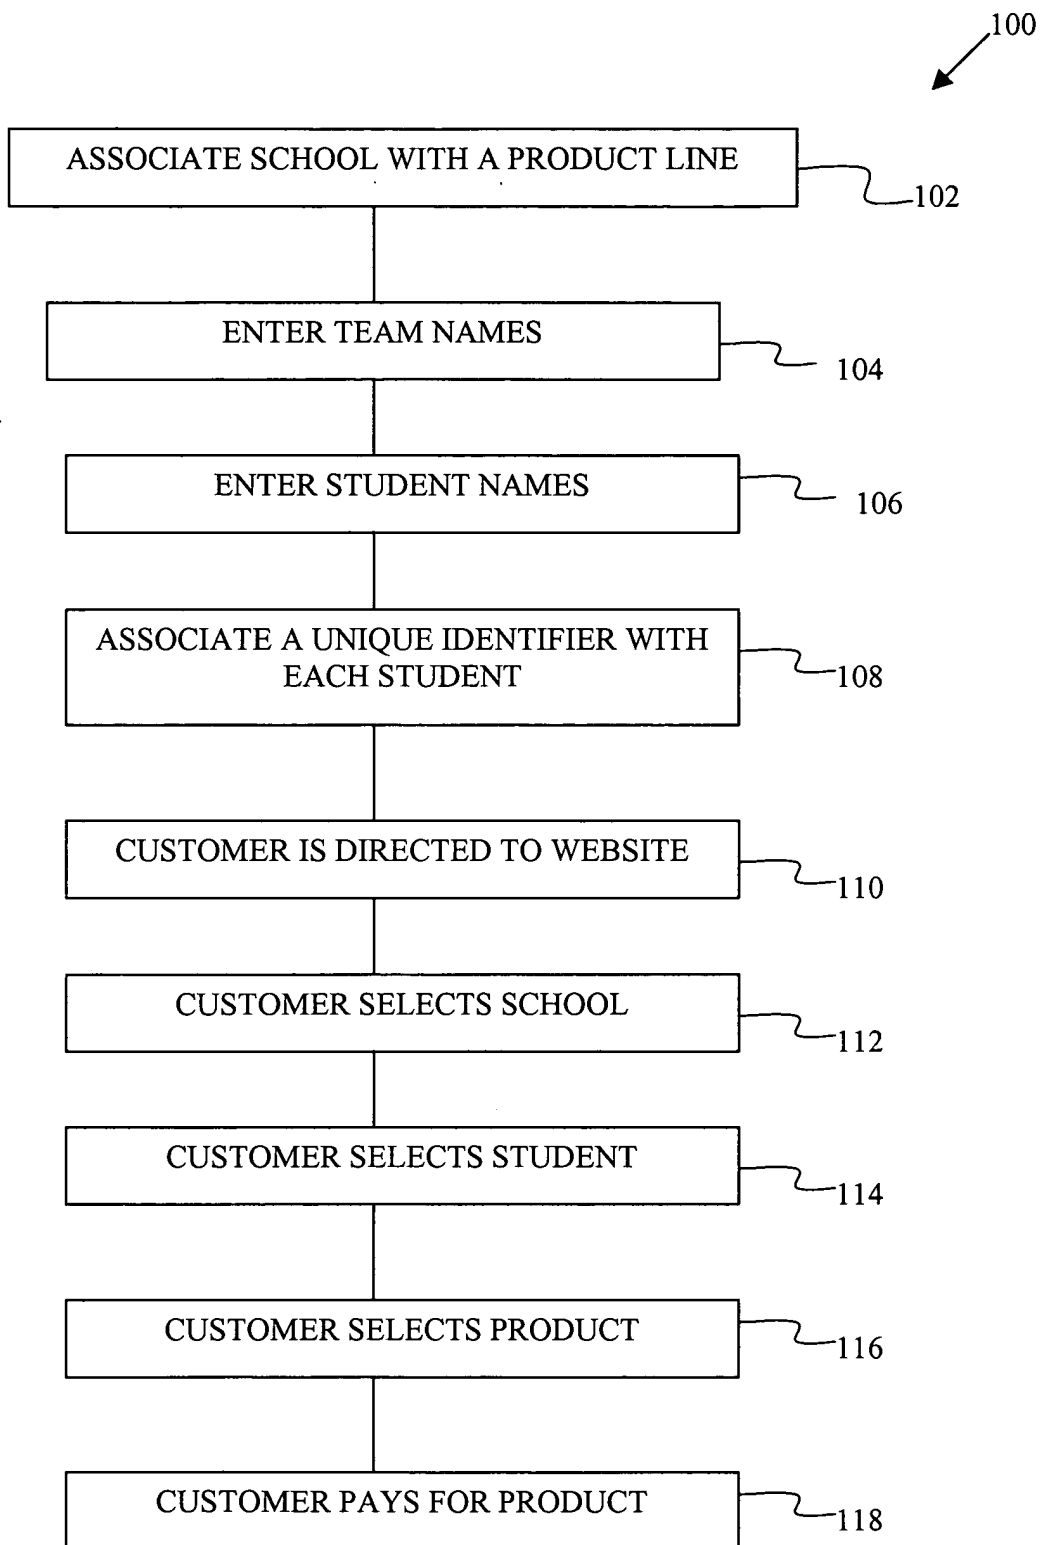 100
ASSOCIATE SCHOOL WITH A PRODUCT LINE
102
ENTER TEAM NAMES
104
ENTER STUDENT NAMES
106
ASSOCIATE A UNIQUE IDENTIFIER WITH
EACH STUDENT
108
CUSTOMER IS DIRECTED TO WEBSITE
110
CUSTOMER SELECTS SCHOOL
112
CUSTOMER SELECTS STUDENT
114
CUSTOMER SELECTS PRODUCT
116
CUSTOMER PAYS FOR PRODUCT
118